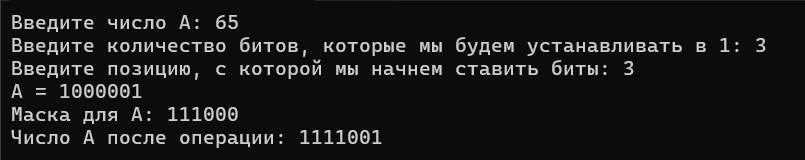 Введите число A: 65
Введите количество битов, которые мы будем устанавливать в 1: 3
Введите позицию, с которой мы начнем ставить биты: 3
A = 1000001
Маска для A: 111000
Число A после операции: 1111001